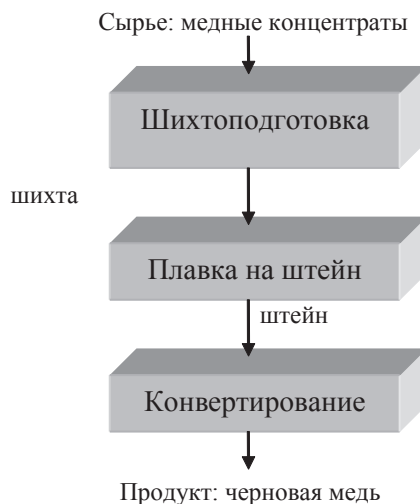 Сырье: медные концентраты
Шихтоподготовка
шихта
Плавка на штейн
штейн
Конвертирование
Продукт: черновая медь